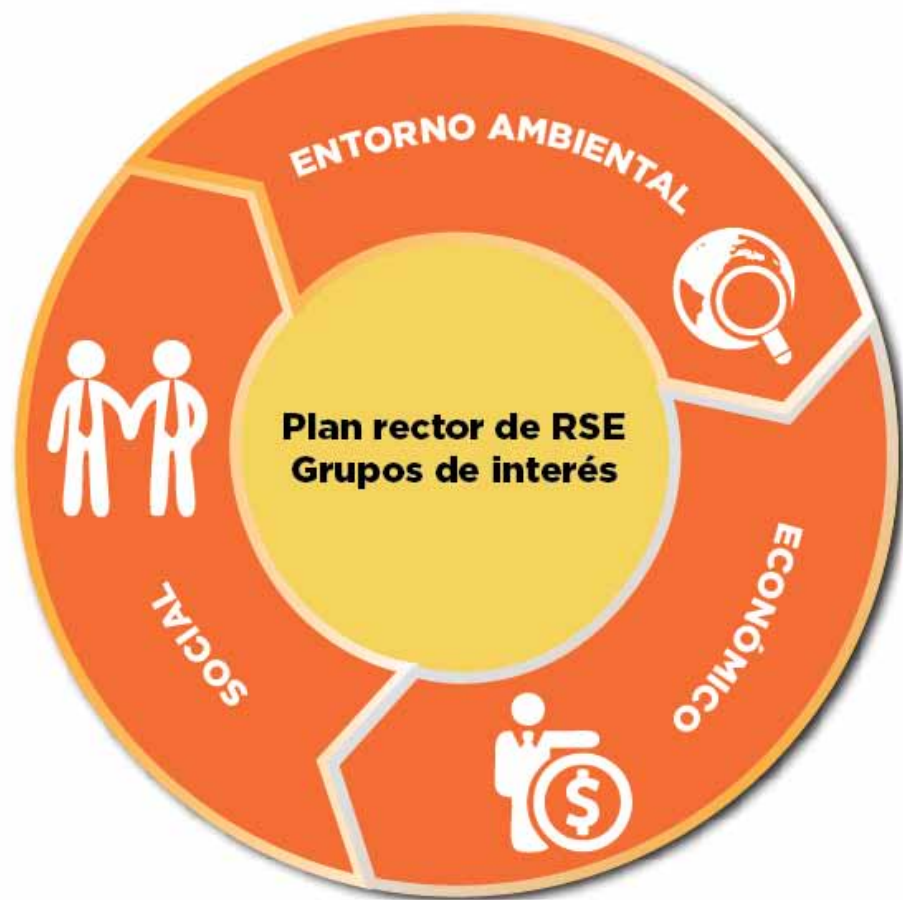 ENTORNO AMBIENTAL
Plan rector de RSE
Grupos de interés
ECONÓMICO
$
SOCIAL